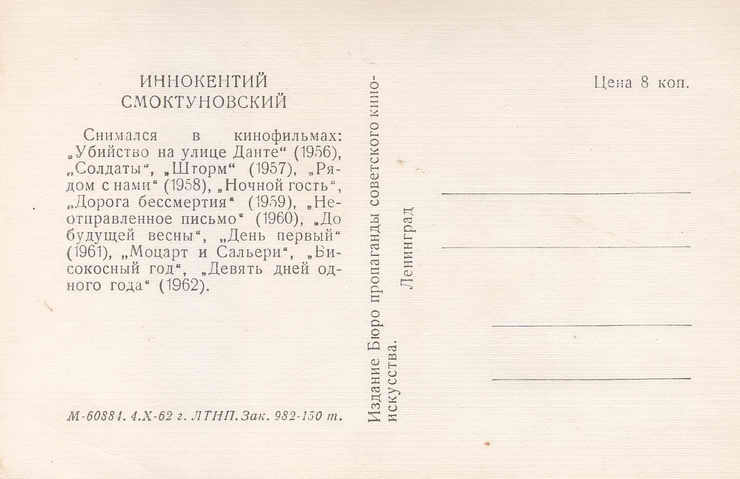 ИННОКЕНТИЙ
СМОКТУНОВСКИЙ
Снимался в кинофильмах:
„Убийство на улице Данте“ (1956),
„Солдаты“, „Шторм“ (1957), „Ря-
дом с нами“ (1958), „Ночной гость“,
„Дорога бессмертия“ (1959), „Не-
отправленное письмо“ (1960), „До
будущей весны“, „День первый“
(1961), „Моцарт и Сальери“, „Ви-
сокосный год“, „Девять дней од-
ного года“ (1962).
М-60881. 4.X-62 г. ЛТНП. Зак. 982-150 т.
Издание Бюро пропаганды советского кино-
искусства.
Ленинград
Цена 8 коп.